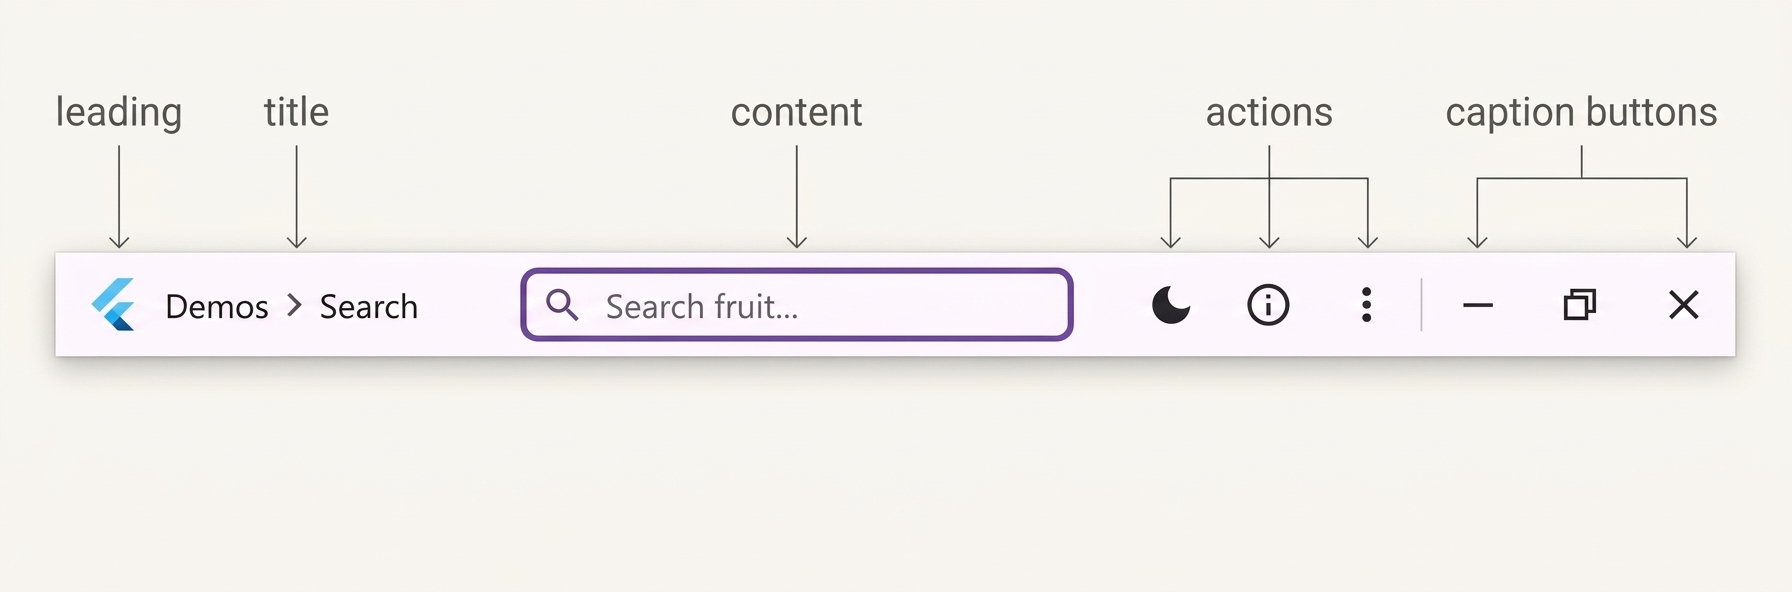 leading title content actions caption buttons
Demos Search Search fruit...